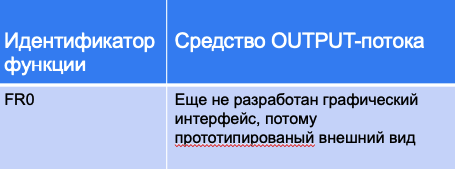 Идентификатор
функции
Средство OUTPUT-потока
FR0
Еще не разработан графический
интерфейс, потому
прототипированый внешний вид